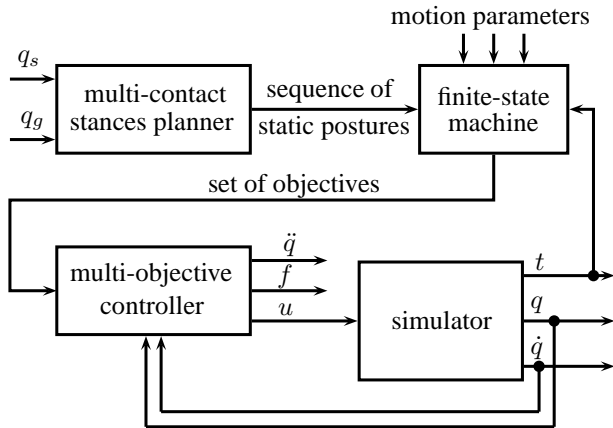 motion parameters
q_s
q_g
multi-contact
stances planner
sequence of
static postures
finite-state
machine
set of objectives
multi-objective
controller
q̈
f
u
simulator
t
q
q̇